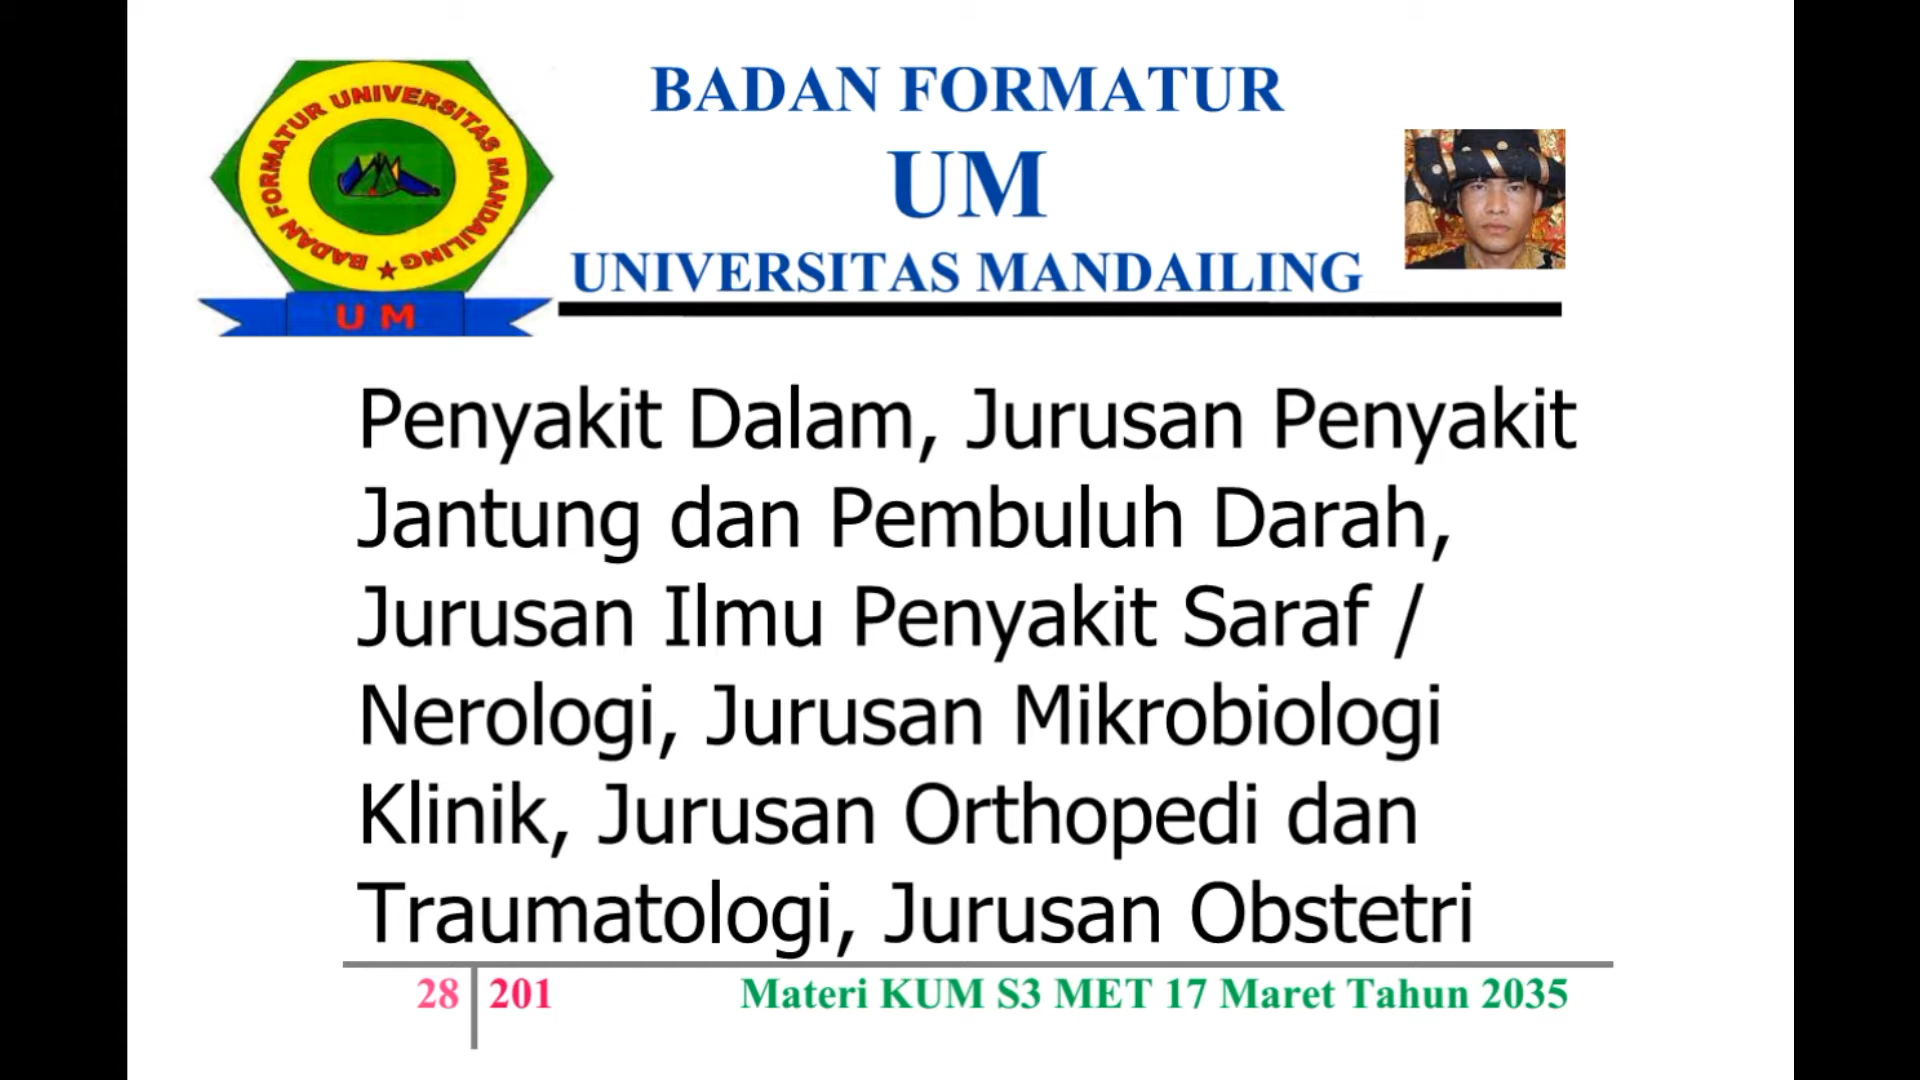 BADAN FORMATUR UNIVERSITAS MANDAILING
U M
BADAN FORMATUR
UM
UNIVERSITAS MANDAILING
Penyakit Dalam, Jurusan Penyakit
Jantung dan Pembuluh Darah,
Jurusan Ilmu Penyakit Saraf /
Nerologi, Jurusan Mikrobiologi
Klinik, Jurusan Orthopedi dan
Traumatologi, Jurusan Obstetri
28 201 Materi KUM S3 MET 17 Maret Tahun 2035